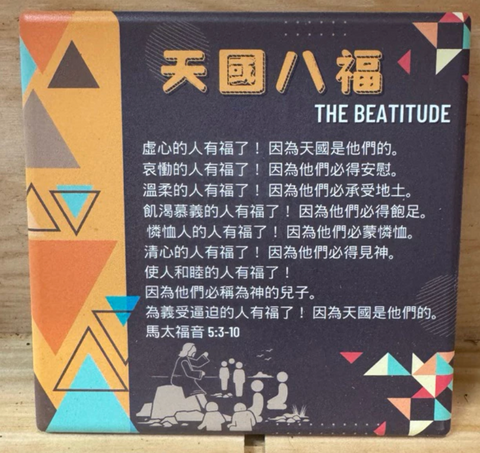 天國八福
THE BEATITUDE
虛心的人有福了！因為天國是他們的。
哀慟的人有福了！因為他們必得安慰。
溫柔的人有福了！因為他們必承受地土。
飢渴慕義的人有福了！因為他們必得飽足。
憐恤人的人有福了！因為他們必蒙憐恤。
清心的人有福了！因為他們必得見神。
使人和睦的人有福了！
因為他們必稱為神的兒子。
為義受逼迫的人有福了！因為天國是他們的。
馬太福音 5:3-10